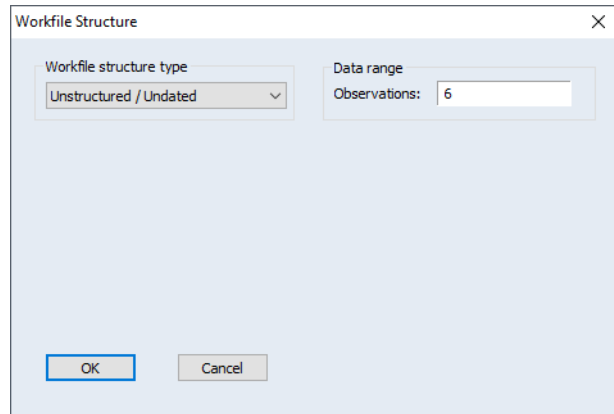 Workfile Structure
Workfile structure type
Unstructured / Undated
Data range
Observations: 6
OK
Cancel